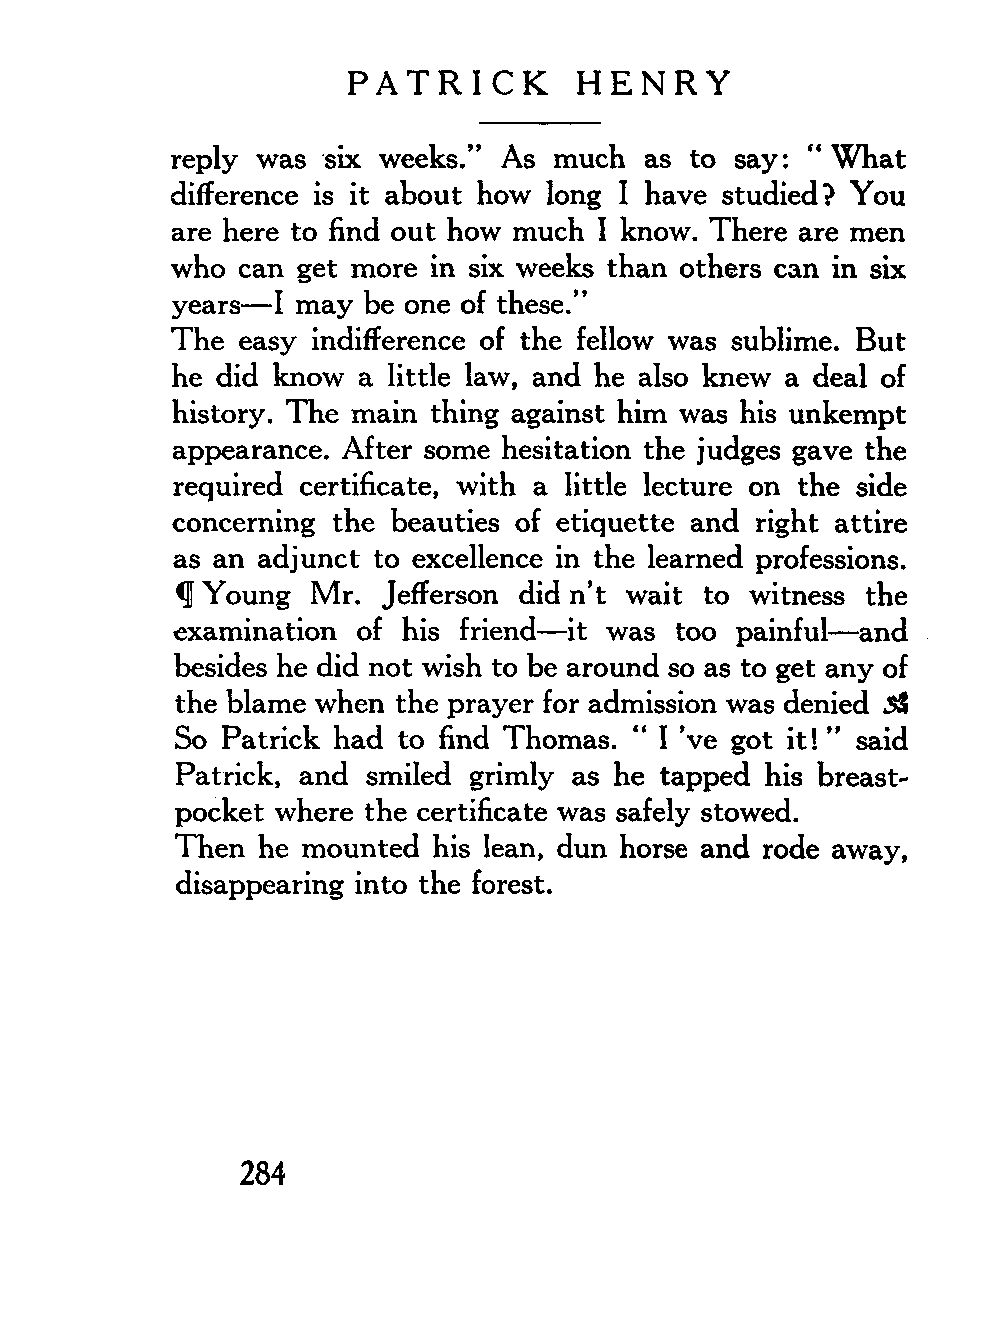 PATRICK HENRY
reply was six weeks.” As much as to say: “ What
difference is it about how long I have studied? You
are here to find out how much I know. There are men
who can get more in six weeks than others can in six
years—I may be one of these.”
The easy indifference of the fellow was sublime. But
he did know a little law, and he also knew a deal of
history. The main thing against him was his unkempt
appearance. After some hesitation the judges gave the
required certificate, with a little lecture on the side
concerning the beauties of etiquette and right attire
as an adjunct to excellence in the learned professions.
¶ Young Mr. Jefferson did n’t wait to witness the
examination of his friend—it was too painful—and
besides he did not wish to be around so as to get any of
the blame when the prayer for admission was denied
So Patrick had to find Thomas. “ I ’ve got it! ” said
Patrick, and smiled grimly as he tapped his breast-
pocket where the certificate was safely stowed.
Then he mounted his lean, dun horse and rode away,
disappearing into the forest.
284